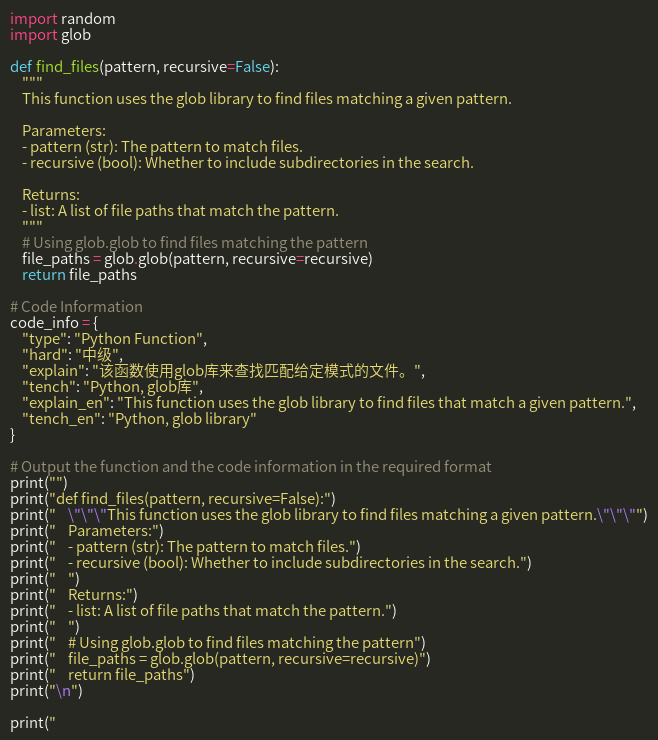 import random
import glob

def find_files(pattern, recursive=False):
    """
    This function uses the glob library to find files matching a given pattern.

    Parameters:
    - pattern (str): The pattern to match files.
    - recursive (bool): Whether to include subdirectories in the search.

    Returns:
    - list: A list of file paths that match the pattern.
    """
    # Using glob.glob to find files matching the pattern
    file_paths = glob.glob(pattern, recursive=recursive)
    return file_paths

# Code Information
code_info = {
    "type": "Python Function",
    "hard": "中级",
    "explain": "该函数使用glob库来查找匹配给定模式的文件。",
    "tench": "Python, glob库",
    "explain_en": "This function uses the glob library to find files that match a given pattern.",
    "tench_en": "Python, glob library"
}

# Output the function and the code information in the required format
print("")
print("def find_files(pattern, recursive=False):")
print("    \"\"\"This function uses the glob library to find files matching a given pattern.\"\"\"")
print("    Parameters:")
print("    - pattern (str): The pattern to match files.")
print("    - recursive (bool): Whether to include subdirectories in the search.")
print("    ")
print("    Returns:")
print("    - list: A list of file paths that match the pattern.")
print("    ")
print("    # Using glob.glob to find files matching the pattern")
print("    file_paths = glob.glob(pattern, recursive=recursive)")
print("    return file_paths")
print("\n")

print("